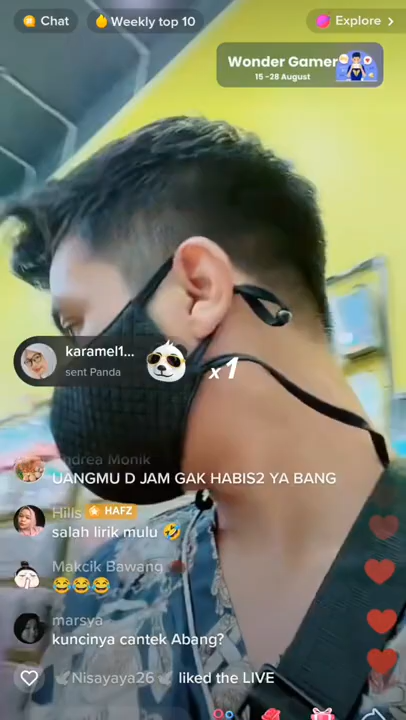 Chat
Weekly top 10
Explore >
Wonder Gamer
15 -28 August
karamel1...
sent Panda
x1
Andrea Monik
UANGMU D JAM GAK HABIS2 YA BANG
Hills HAFZ
salah lirik mulu 🤣
Makcik Bawang
😂😂😂
marsya
kuncinya cantek Abang?
🕊Nisayaya26🕊 liked the LIVE